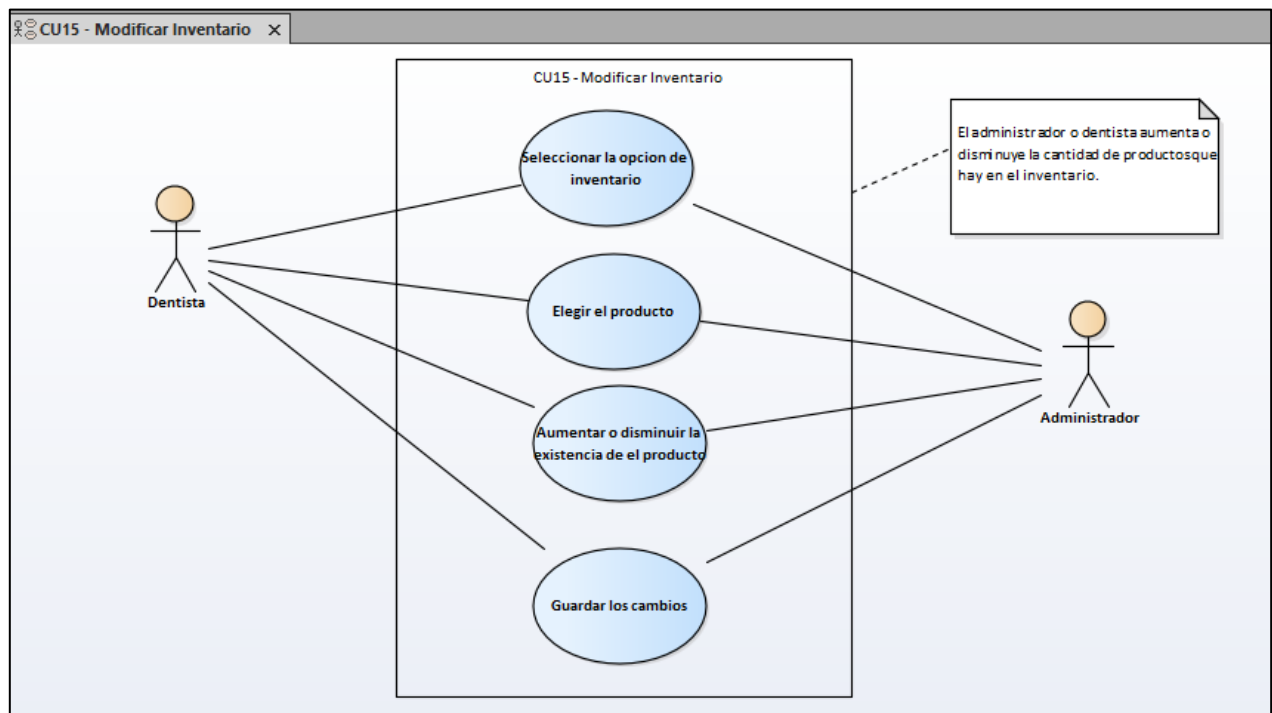 CU15 - Modificar Inventario X
CU15 - Modificar Inventario
Seleccionar la opcion de
inventario
El administrador o dentista aumenta o
disminuye la cantidad de productosque
hay en el inventario.
Dentista
Elegir el producto
Administrador
Aumentar o disminuir la
existencia de el producto
Guardar los cambios